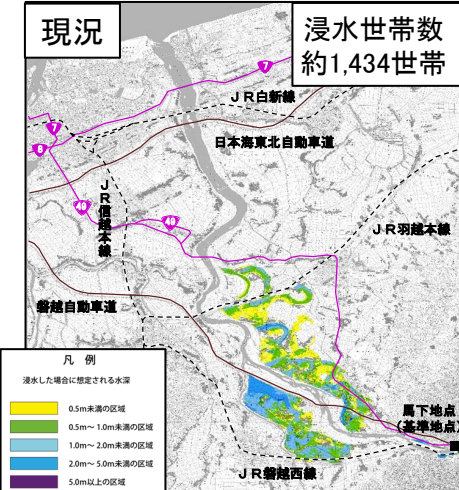 現況
浸水世帯数
約1,434世帯
7
JR白新線
7
8
日本海東北自動車道
JR信越本線
49
49
JR羽越本線
磐越自動車道
凡 例
浸水した場合に想定される水深
0.5m未満の区域
0.5m～1.0m未満の区域
1.0m～2.0m未満の区域
2.0m～5.0m未満の区域
5.0m以上の区域
馬下地点
(基準地点)
JR磐越西線